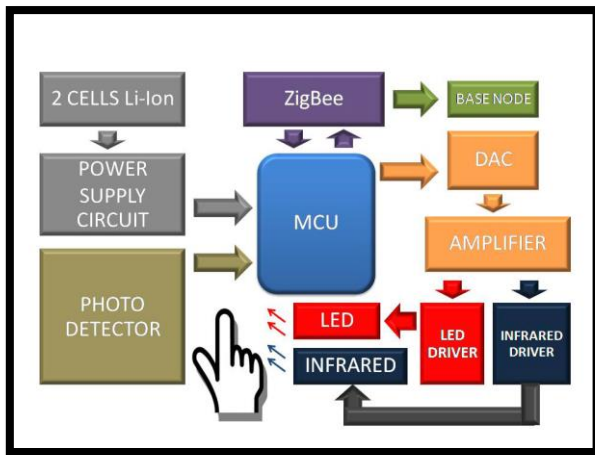 2 CELLS Li-Ion
ZigBee
BASE NODE
POWER
SUPPLY
CIRCUIT
MCU
DAC
AMPLIFIER
PHOTO
DETECTOR
LED
LED
DRIVER
INFRARED
DRIVER
INFRARED